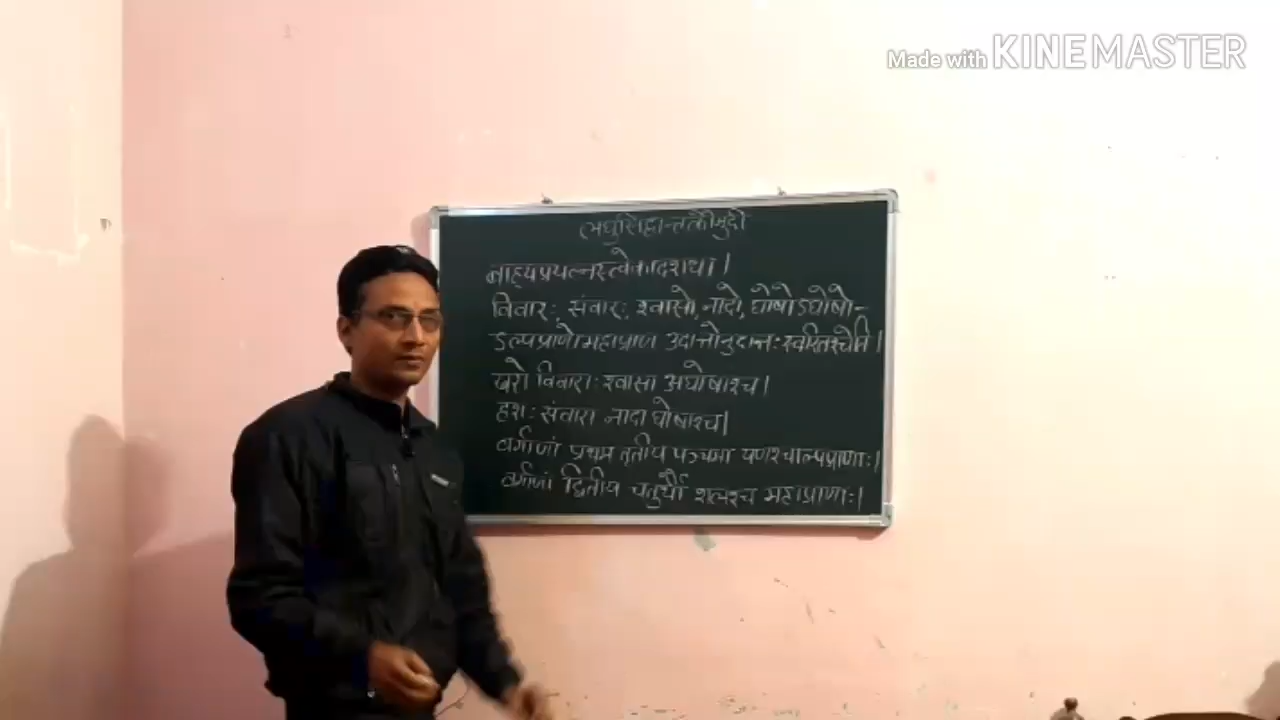 Made with KINEMASTER
लघुसिद्धान्तकौमुदी
बाह्यप्रयत्नस्त्वेकादशधा।
विवारः, संवारः, श्वासो, नादो, घोषोऽघोषो-
ऽल्पप्राणोमहाप्राण उदात्तोनुदात्तः स्वरितश्चेति।
खरो विवाराः श्वासा अघोषाश्च।
हशः संवारा नादा घोषाश्च।
वर्गाणां प्रथम तृतीय पञ्चमा यणश्चाल्पप्राणाः।
वर्गाणां द्वितीय चतुर्थौ शलश्च महाप्राणाः।